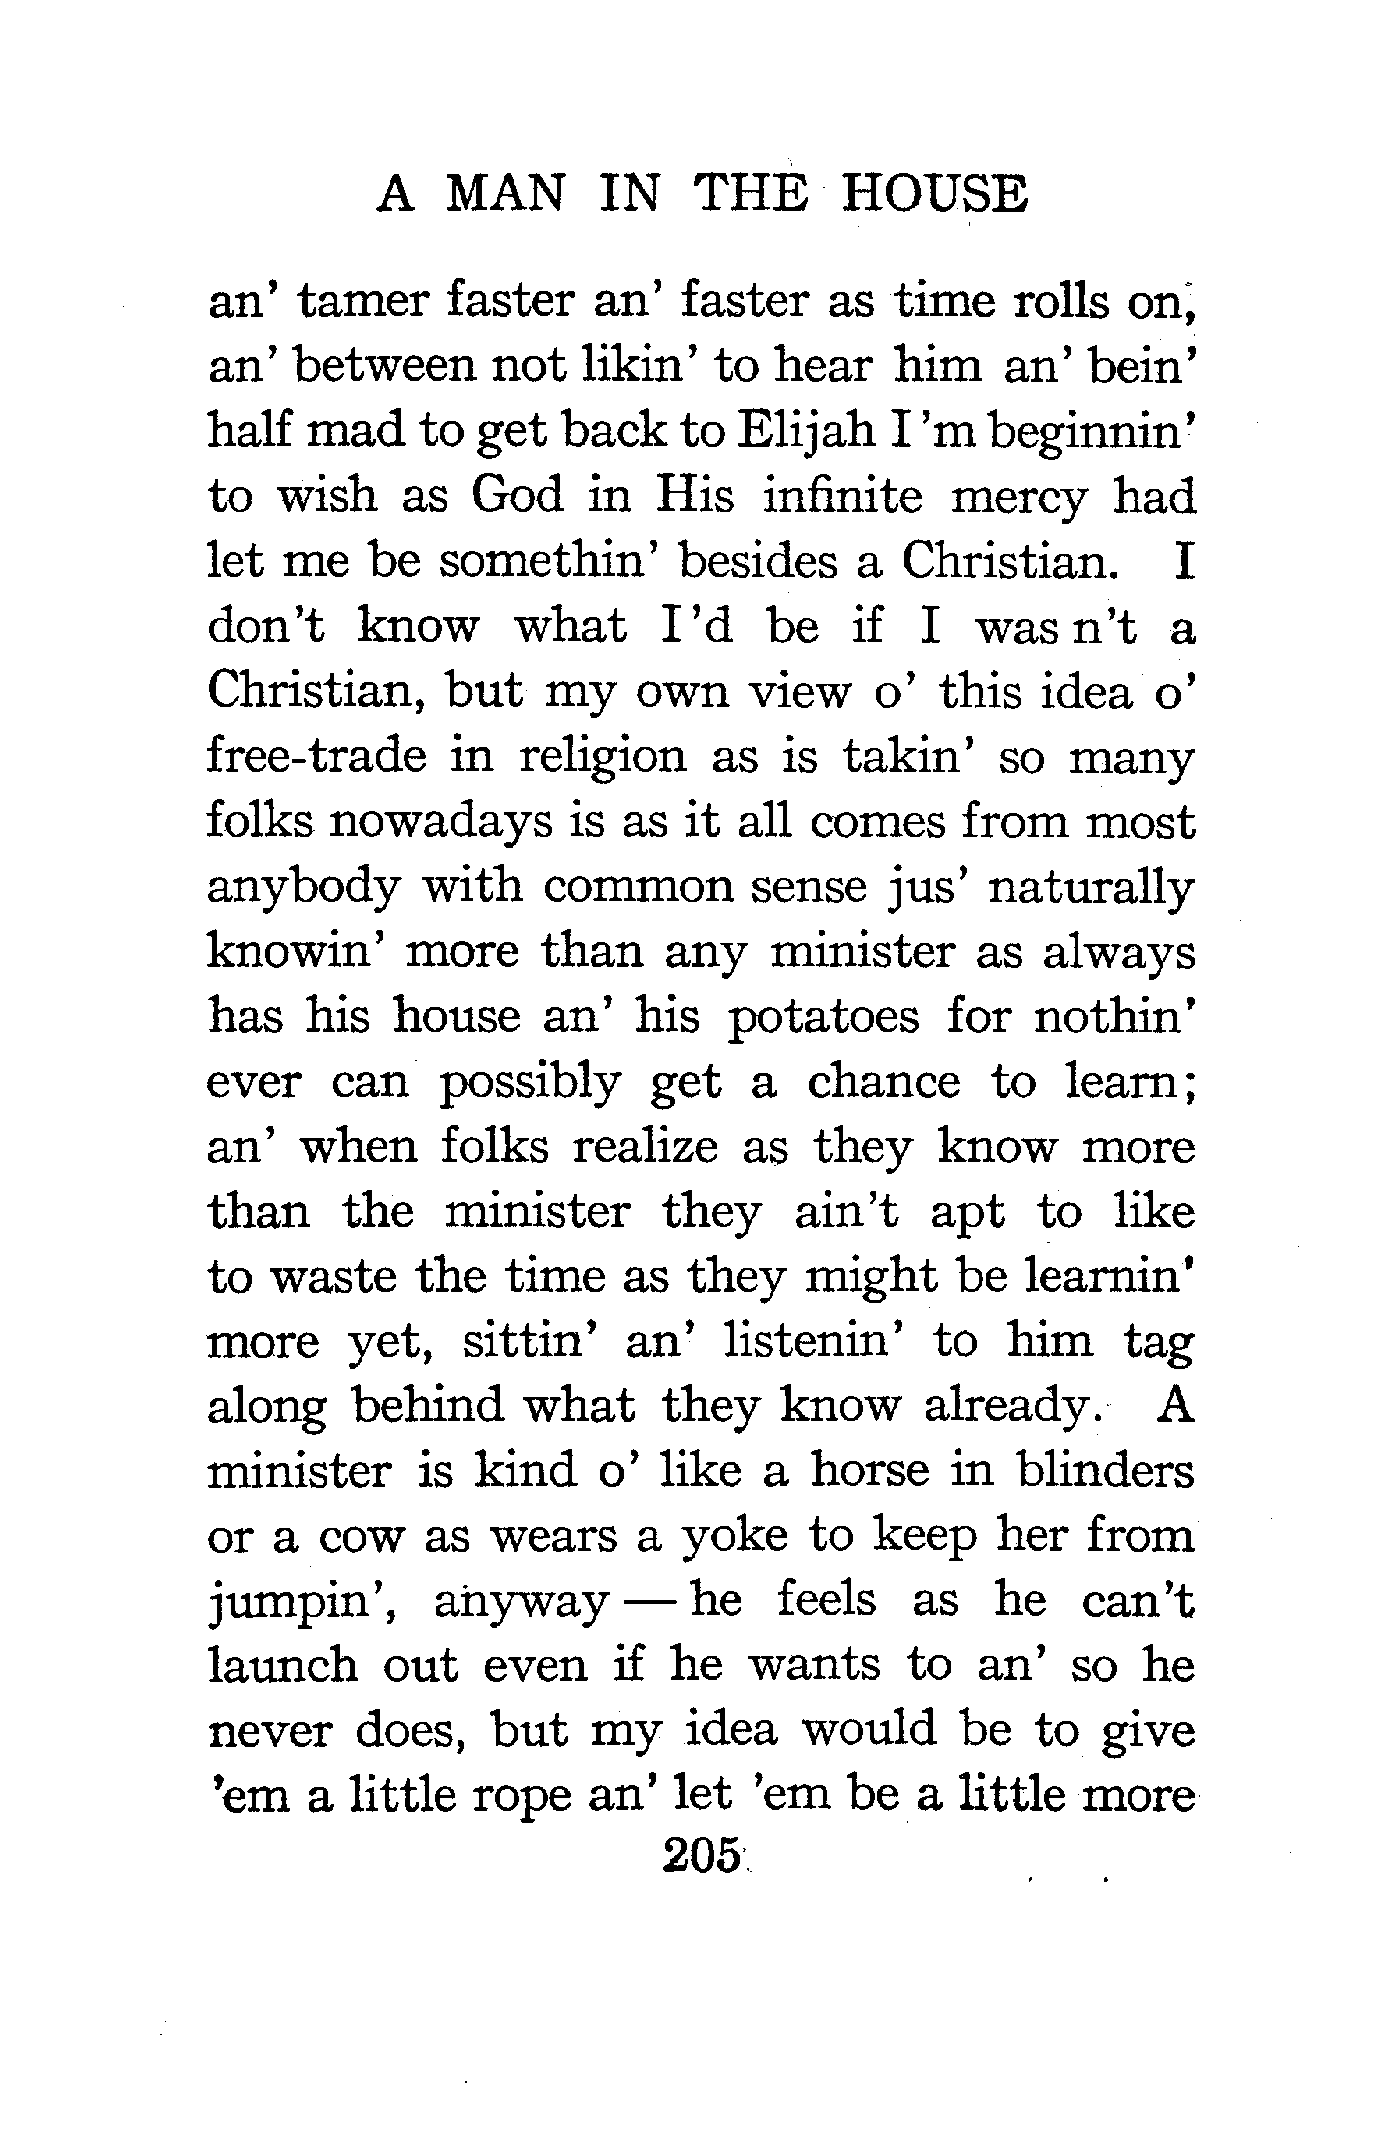 A MAN IN THE HOUSE
an' tamer faster an' faster as time rolls on,
an' between not likin' to hear him an' bein'
half mad to get back to Elijah I 'm beginnin'
to wish as God in His infinite mercy had
let me be somethin' besides a Christian. I
don't know what I 'd be if I was n't a
Christian, but my own view o' this idea o'
free-trade in religion as is takin' so many
folks nowadays is as it all comes from most
anybody with common sense jus' naturally
knowin' more than any minister as always
has his house an' his potatoes for nothin'
ever can possibly get a chance to learn;
an' when folks realize as they know more
than the minister they ain't apt to like
to waste the time as they might be learnin'
more yet, sittin' an' listenin' to him tag
along behind what they know already. A
minister is kind o' like a horse in blinders
or a cow as wears a yoke to keep her from
jumpin', anyway — he feels as he can't
launch out even if he wants to an' so he
never does, but my idea would be to give
'em a little rope an' let 'em be a little more
205